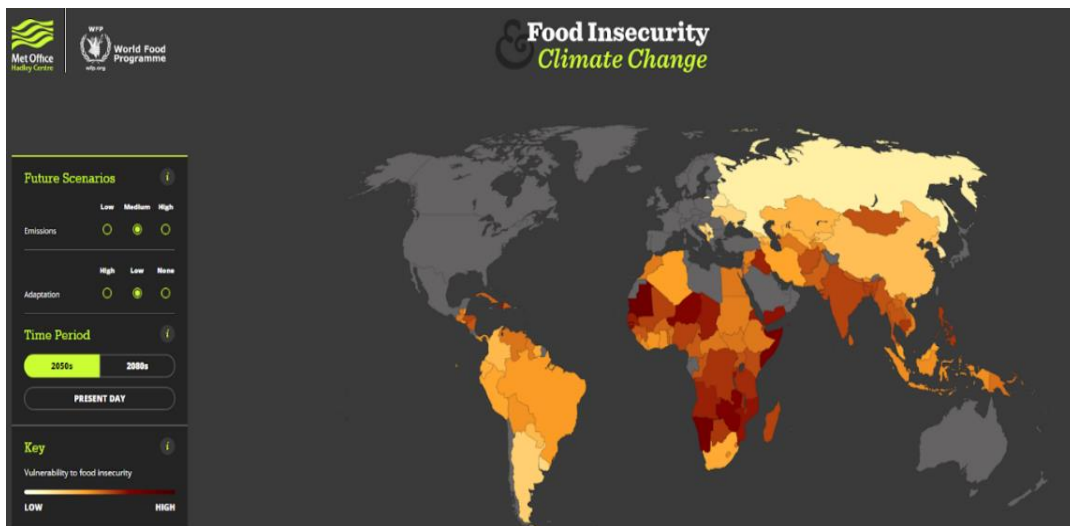 Met Office
Hadley Centre
WFP
wfp.org
World Food
Programme
& Food Insecurity
Climate Change
Future Scenarios i
Low Medium High
Emissions
High Low None
Adaptation
Time Period i
2050s 2080s
PRESENT DAY
Key i
Vulnerability to food insecurity
LOW HIGH